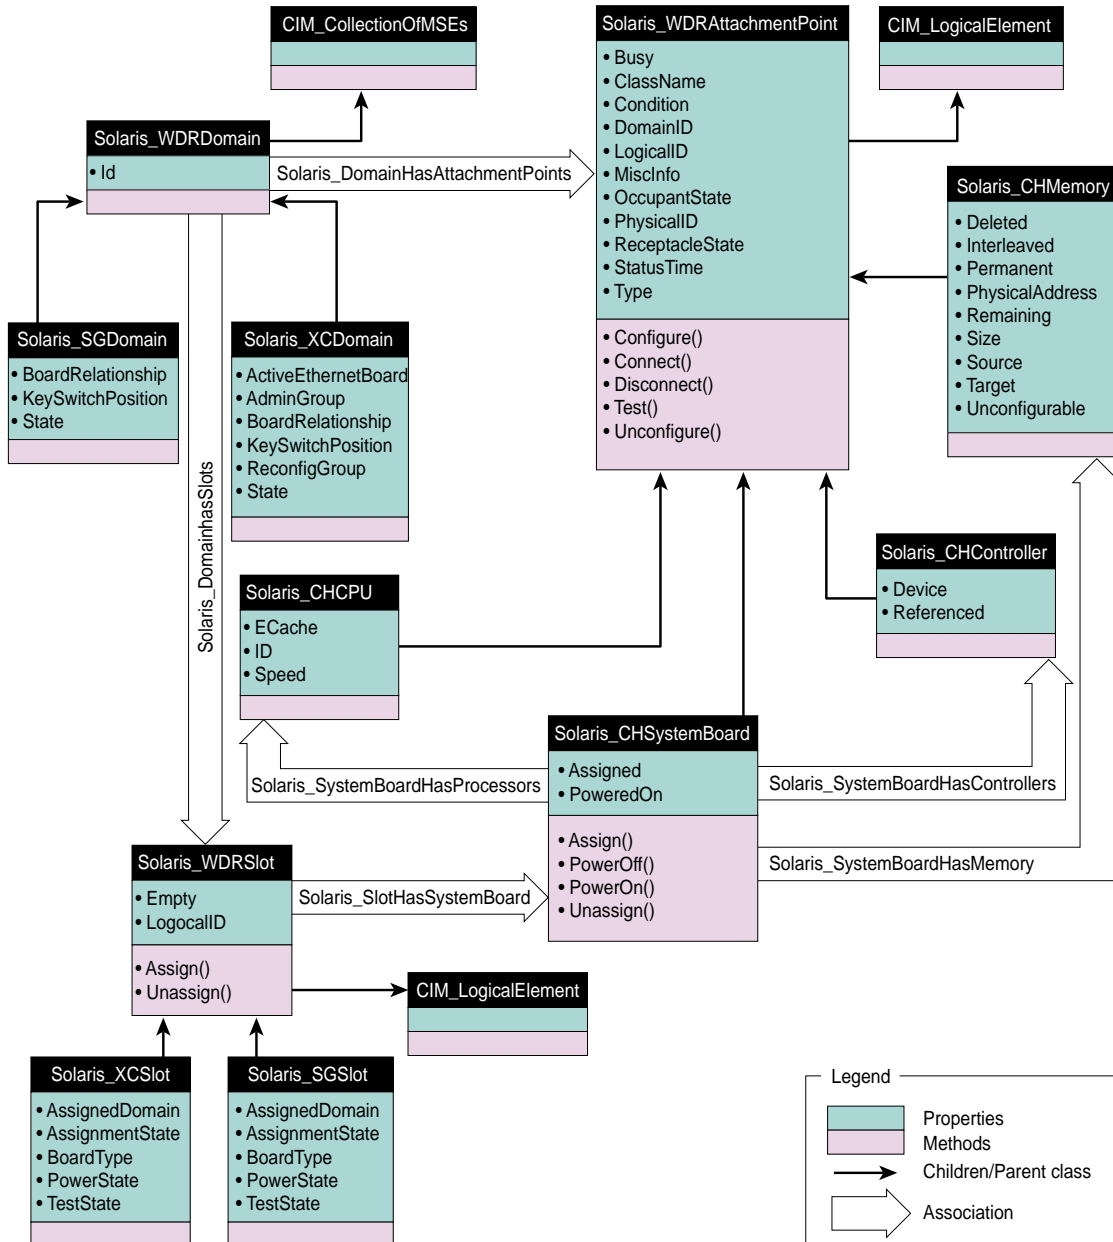 CIM_CollectionOfMSEs
Solaris_WDRAttachmentPoint
• Busy
• ClassName
• Condition
• DomainID
• LogicalID
• MiscInfo
• OccupantState
• PhysicalID
• ReceptacleState
• StatusTime
• Type
• Configure()
• Connect()
• Disconnect()
• Test()
• Unconfigure()
CIM_LogicalElement
Solaris_WDRDomain
• Id
Solaris_DomainHasAttachmentPoints
Solaris_CHMemory
• Deleted
• Interleaved
• Permanent
• PhysicalAddress
• Remaining
• Size
• Source
• Target
• Unconfigurable
Solaris_SGDomain
• BoardRelationship
• KeySwitchPosition
• State
Solaris_XCDomain
• ActiveEthernetBoard
• AdminGroup
• BoardRelationship
• KeySwitchPosition
• ReconfigGroup
• State
Solaris_DomainhasSlots
Solaris_CHController
• Device
• Referenced
Solaris_CHCPU
• ECache
• ID
• Speed
Solaris_CHSystemBoard
• Assigned
• PoweredOn
• Assign()
• PowerOff()
• PowerOn()
• Unassign()
Solaris_SystemBoardHasProcessors
Solaris_SystemBoardHasControllers
Solaris_SystemBoardHasMemory
Solaris_WDRSlot
• Empty
• LogocalID
• Assign()
• Unassign()
Solaris_SlotHasSystemBoard
CIM_LogicalElement
Solaris_XCSlot
• AssignedDomain
• AssignmentState
• BoardType
• PowerState
• TestState
Solaris_SGSlot
• AssignedDomain
• AssignmentState
• BoardType
• PowerState
• TestState
Legend
Properties
Methods
Children/Parent class
Association